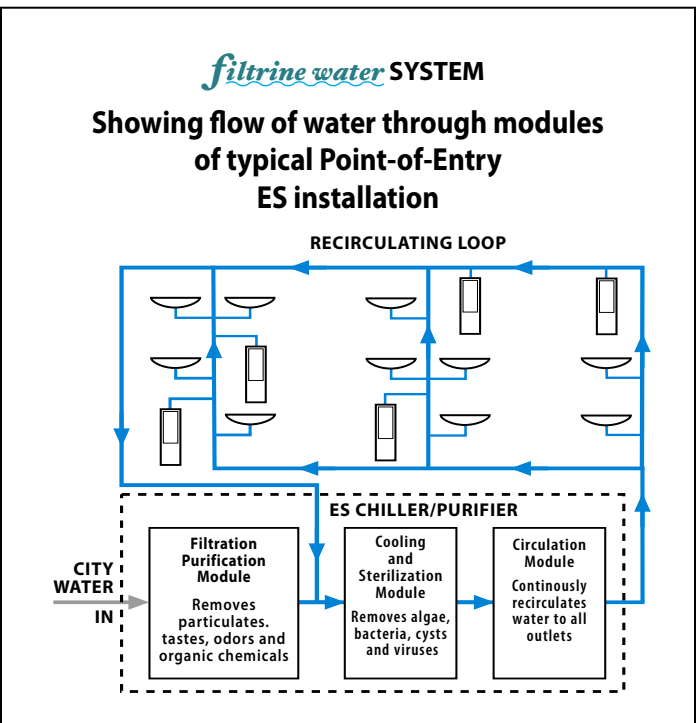 filtrine water SYSTEM
Showing flow of water through modules
of typical Point-of-Entry
ES installation
RECIRCULATING LOOP
ES CHILLER/PURIFIER
CITY
WATER
IN
Filtration
Purification
Module
Removes
particulates.
tastes, odors and
organic chemicals
Cooling
and
Sterilization
Module
Removes algae,
bacteria, cysts
and viruses
Circulation
Module
Continously
recirculates
water to all
outlets